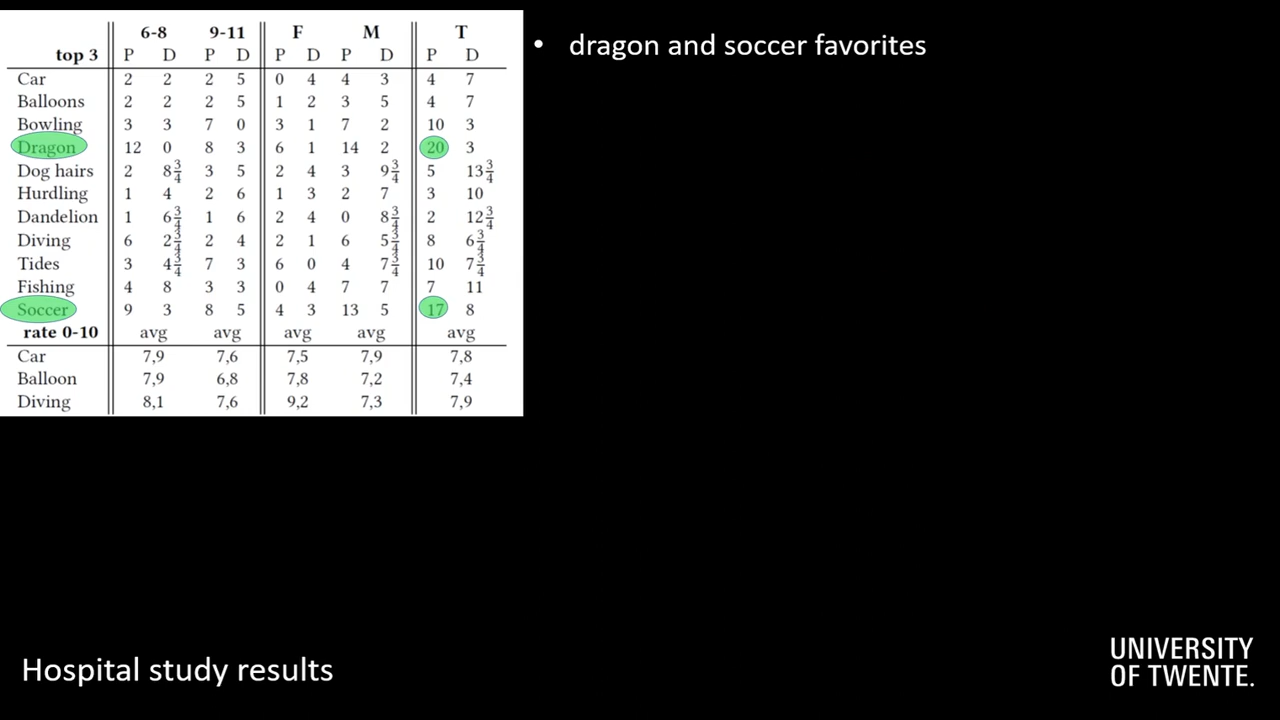 6-8 9-11 F M T
top 3 P D P D P D P D P D
Car 2 2 2 5 0 4 4 3 4 7
Balloons 2 2 2 5 1 2 3 5 4 7
Bowling 3 3 7 0 3 1 7 2 10 3
Dragon 12 0 8 3 6 1 14 2 20 3
Dog hairs 2 8¾ 3 5 2 4 3 9¾ 5 13¾
Hurdling 1 4 2 6 1 3 2 7 3 10
Dandelion 1 6¾ 1 6 2 4 0 8¾ 2 12¾
Diving 6 2¾ 2 4 2 1 6 5¾ 8 6¾
Tides 3 4¾ 7 3 6 0 4 7¾ 10 7¾
Fishing 4 8 3 3 0 4 7 7 7 11
Soccer 9 3 8 5 4 3 13 5 17 8
rate 0-10 avg avg avg avg avg
Car 7,9 7,6 7,5 7,9 7,8
Balloon 7,9 6,8 7,8 7,2 7,4
Diving 8,1 7,6 9,2 7,3 7,9
• dragon and soccer favorites
Hospital study results
UNIVERSITY
OF TWENTE.